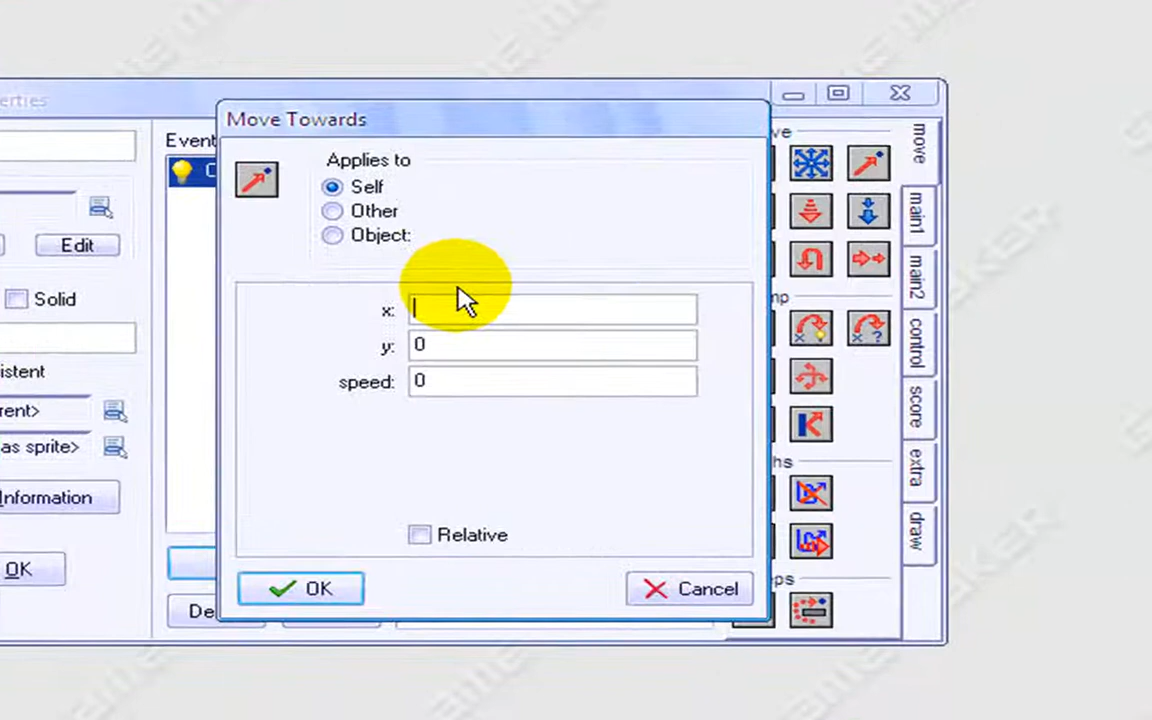 erties
Move Towards
Event
ve
Applies to
Self
Other
Object:
Edit
Solid
x:
y: 0
speed: 0
istent
rent>
as sprite>
Information
Relative
OK
OK
Cancel
De
mp
hs
ps
move
main1
main2
control
score
extra
draw